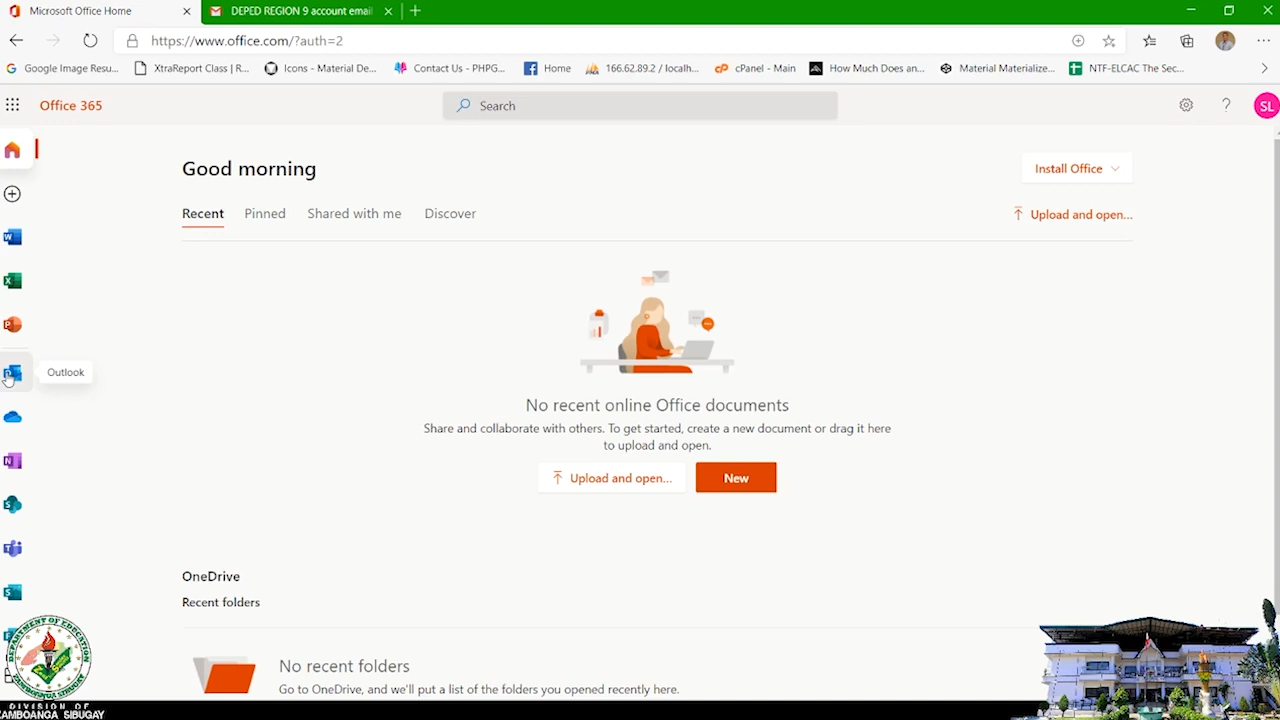 Microsoft Office Home
DEPED REGION 9 account email
https://www.office.com/?auth=2
Google Image Resu...
XtraReport Class | R...
Icons - Material De...
Contact Us - PHPG...
Home
166.62.89.2 / localh...
cPanel - Main
How Much Does an...
Material Materialize...
NTF-ELCAC The Sec...
Office 365
Search
SL
Good morning
Install Office
Recent
Pinned
Shared with me
Discover
Upload and open...
Outlook
No recent online Office documents
Share and collaborate with others. To get started, create a new document or drag it here
to upload and open.
Upload and open...
New
OneDrive
Recent folders
No recent folders
Go to OneDrive, and we'll put a list of the folders you opened recently here.
DEPARTMENT OF EDUCATION
ZAMBOANGA SIBUGAY
DIVISION OF
ZAMBOANGA SIBUGAY